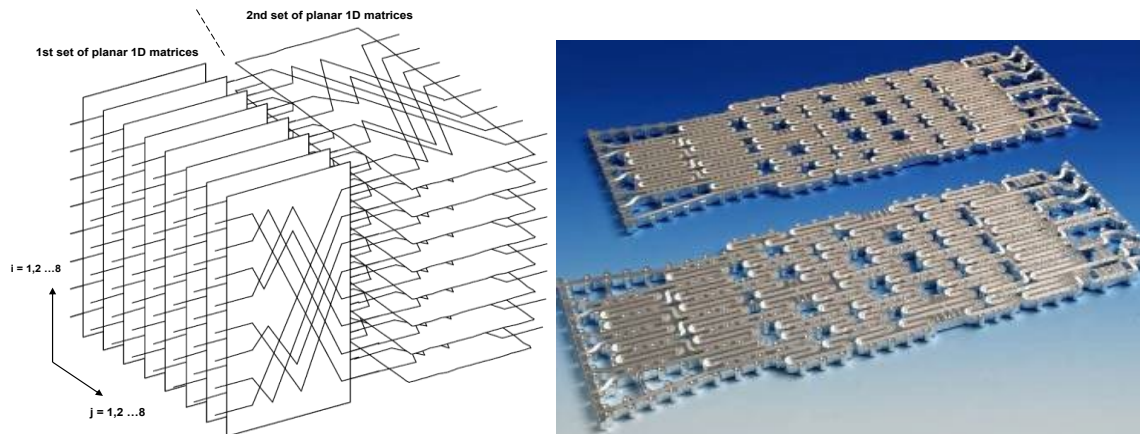 2nd set of planar 1D matrices
1st set of planar 1D matrices
i = 1,2 ...8
j = 1,2 ...8